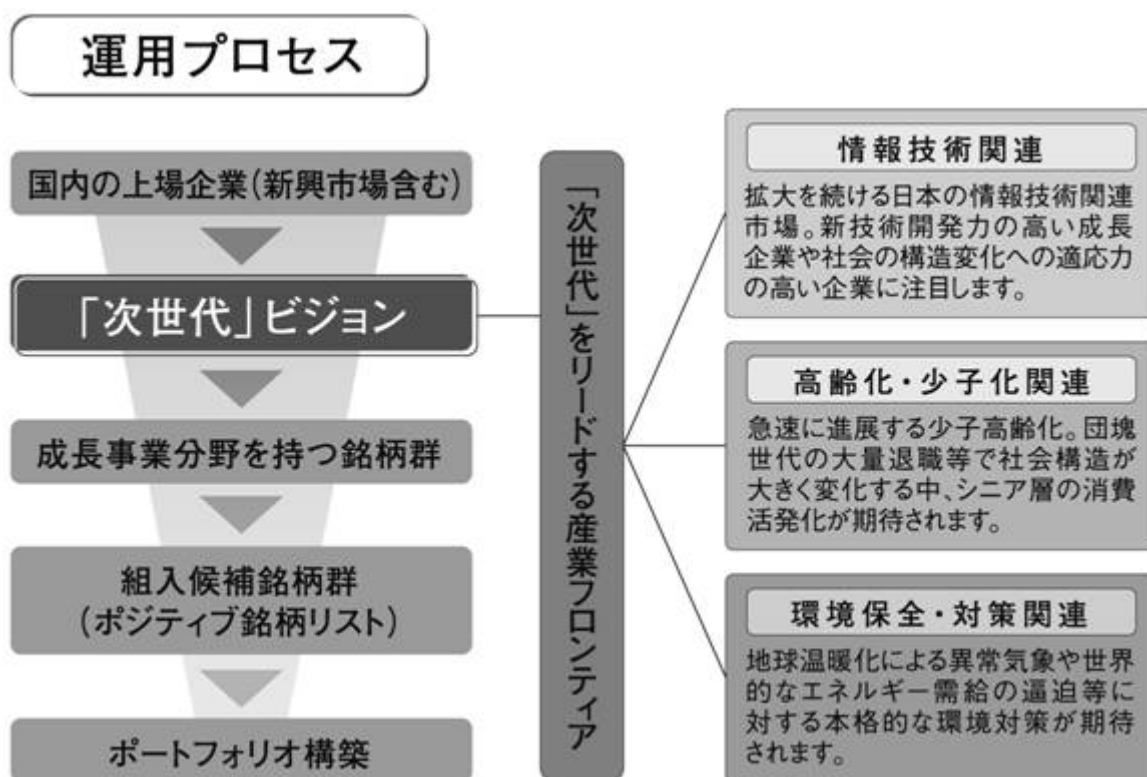 運用プロセス
国内の上場企業(新興市場含む)
「次世代」ビジョン
成長事業分野を持つ銘柄群
組入候補銘柄群
(ポジティブ銘柄リスト)
ポートフォリオ構築
「次世代」をリードする産業フロンティア
情報技術関連
拡大を続ける日本の情報技術関連
市場。新技術開発力の高い成長
企業や社会の構造変化への適応力
の高い企業に注目します。
高齢化・少子化関連
急速に進展する少子高齢化。団塊
世代の大量退職等で社会構造が
大きく変化する中、シニア層の消費
活発化が期待されます。
環境保全・対策関連
地球温暖化による異常気象や世界
的なエネルギー需給の逼迫等に
対する本格的な環境対策が期待
されます。